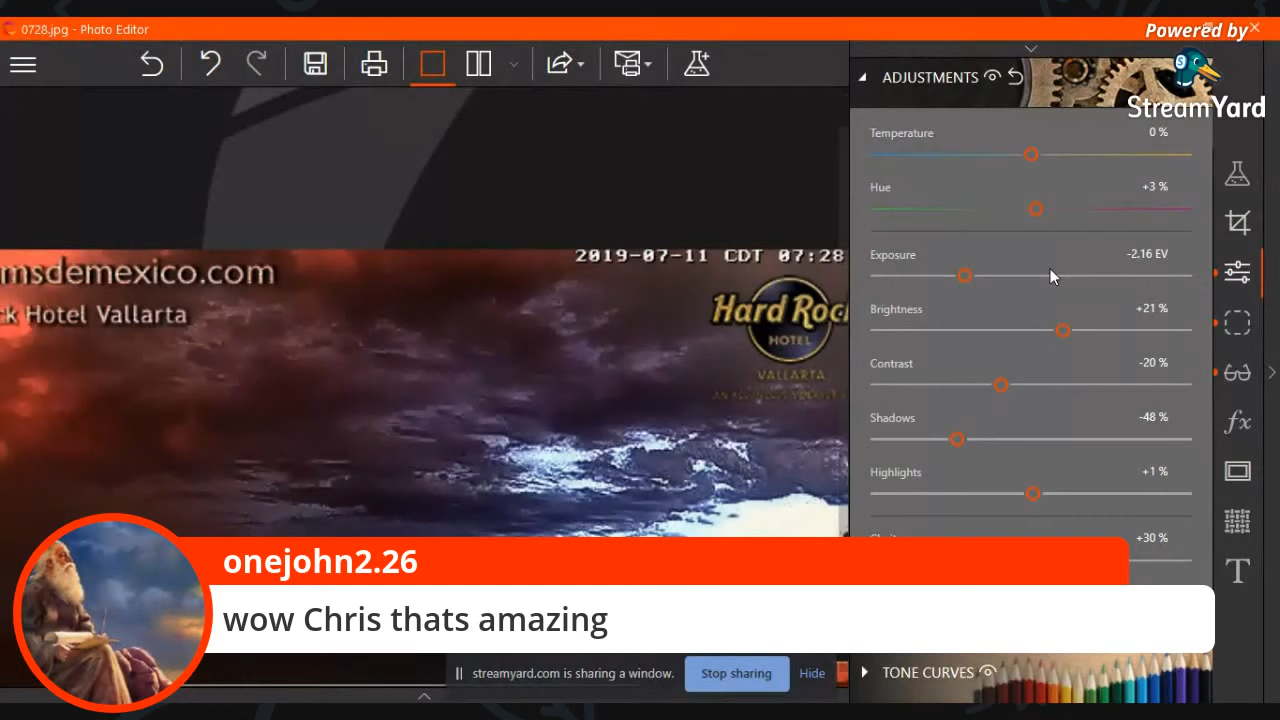 0728.jpg - Photo Editor
Powered by
StreamYard
ADJUSTMENTS
Temperature 0 %
Hue +3 %
Exposure -2.16 EV
Brightness +21 %
Contrast -20 %
Shadows -48 %
Highlights +1 %
+30 %
TONE CURVES
fx
T
msdemexico.com
2019-07-11 CDT 07:28
ck Hotel Vallarta
Hard Roc
HOTEL
VALLARTA
onejohn2.26
wow Chris thats amazing
streamyard.com is sharing a window.
Stop sharing
Hide